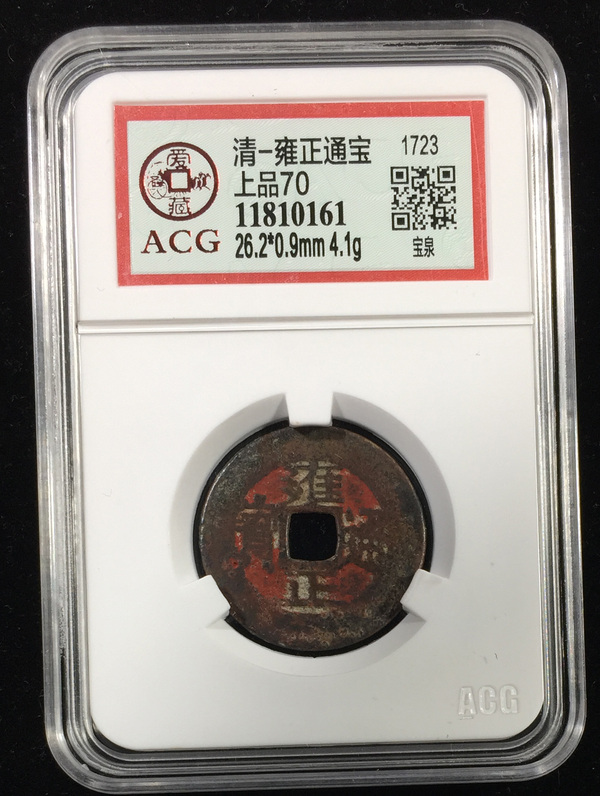 爱藏
ACG
清-雍正通宝 1723
上品70
11810161
26.2*0.9mm 4.1g
宝泉
雍正通寶
ACG